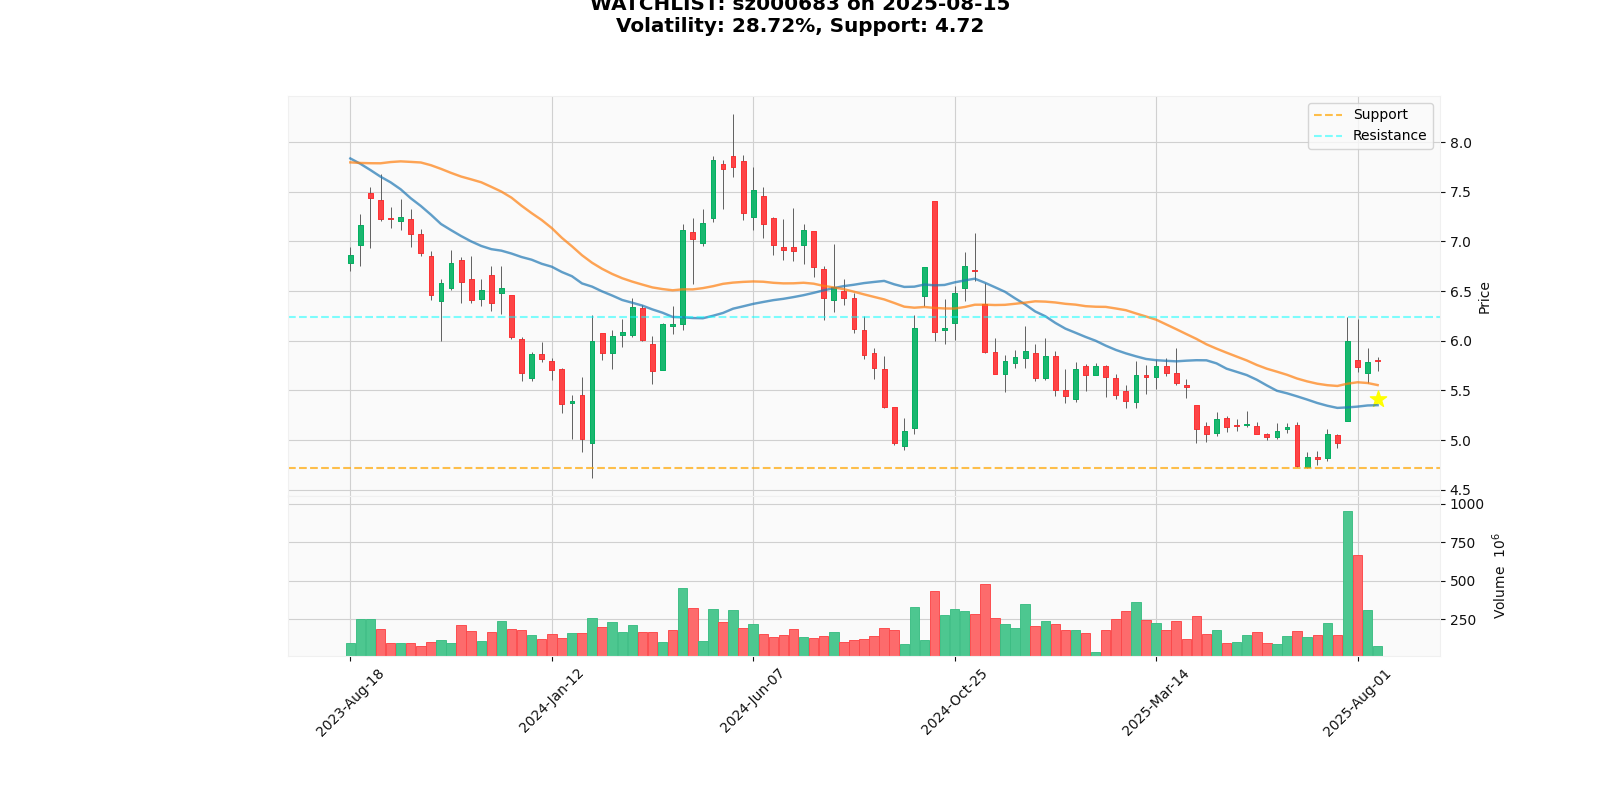 WATCHLIST: sz000683 on 2025-08-15
Volatility: 28.72%, Support: 4.72
Support
Resistance
8.0
7.5
7.0
6.5
6.0
5.5
5.0
4.5
Price
1000
750
500
250
Volume 10^6
2023-Aug-18
2024-Jan-12
2024-Jun-07
2024-Oct-25
2025-Mar-14
2025-Aug-01